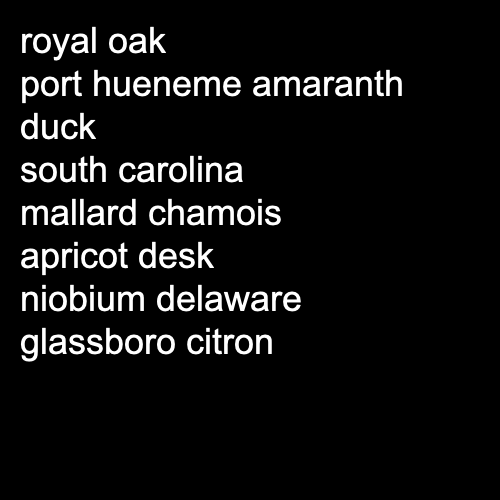 royal oak
port hueneme amaranth
duck
south carolina
mallard chamois
apricot desk
niobium delaware
glassboro citron